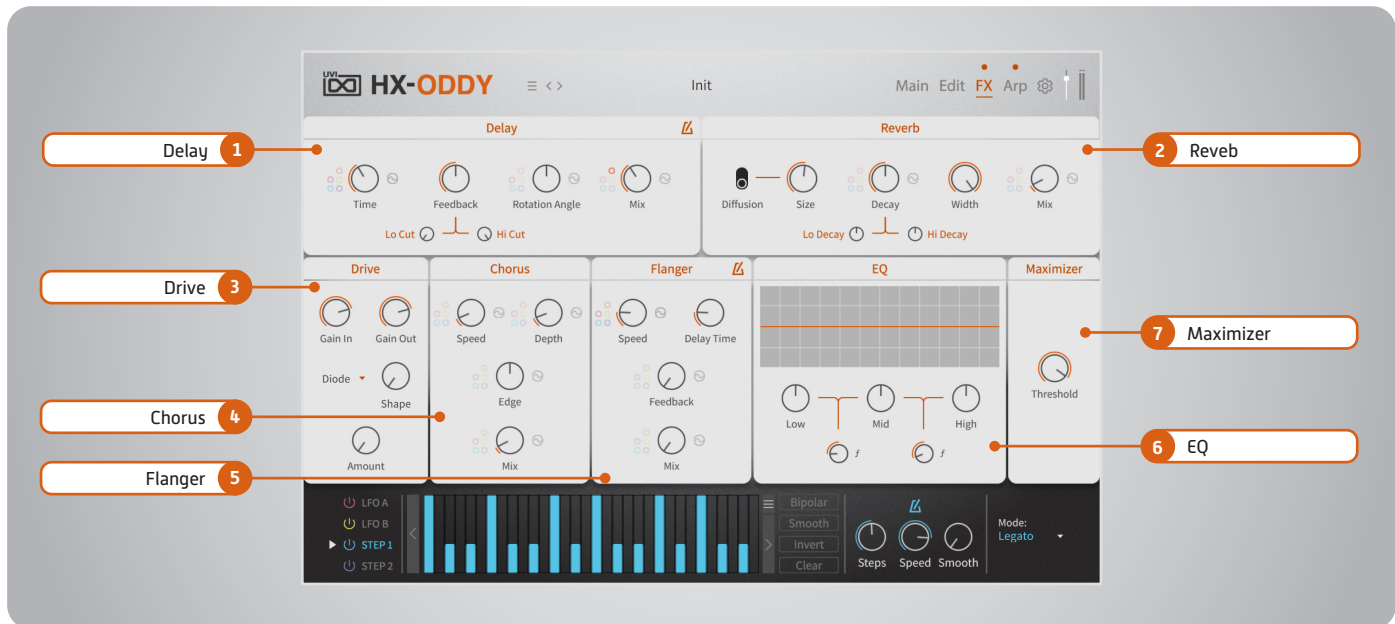 UVI HX-ODDY Init Main Edit FX Arp
Delay Reverb
Delay 1
2 Reveb
Time Feedback Rotation Angle Mix
Diffusion Size Decay Width Mix
Lo Cut Hi Cut
Lo Decay Hi Decay
Drive Chorus Flanger EQ Maximizer
Drive 3
Gain In Gain Out
Speed Depth
Speed Delay Time
7 Maximizer
Diode Shape
Edge
Feedback
Threshold
Chorus 4
Low Mid High
6 EQ
f f
Amount
Mix
Mix
Flanger 5
LFO A
LFO B
STEP 1
STEP 2
Bipolar
Smooth
Invert
Clear
Steps Speed Smooth
Mode:
Legato